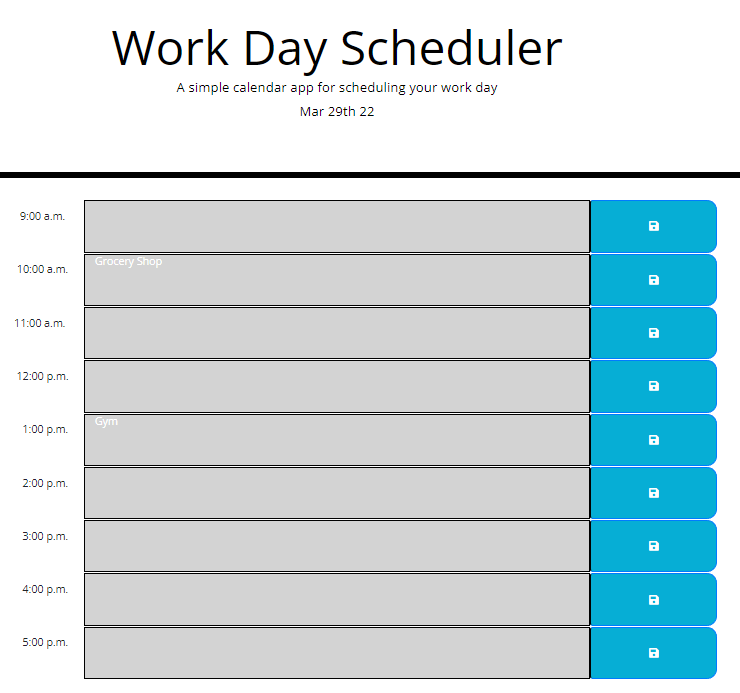 Work Day Scheduler
A simple calendar app for scheduling your work day
Mar 29th 22
9:00 a.m.
10:00 a.m. Grocery Shop
11:00 a.m.
12:00 p.m.
1:00 p.m. Gym
2:00 p.m.
3:00 p.m.
4:00 p.m.
5:00 p.m.